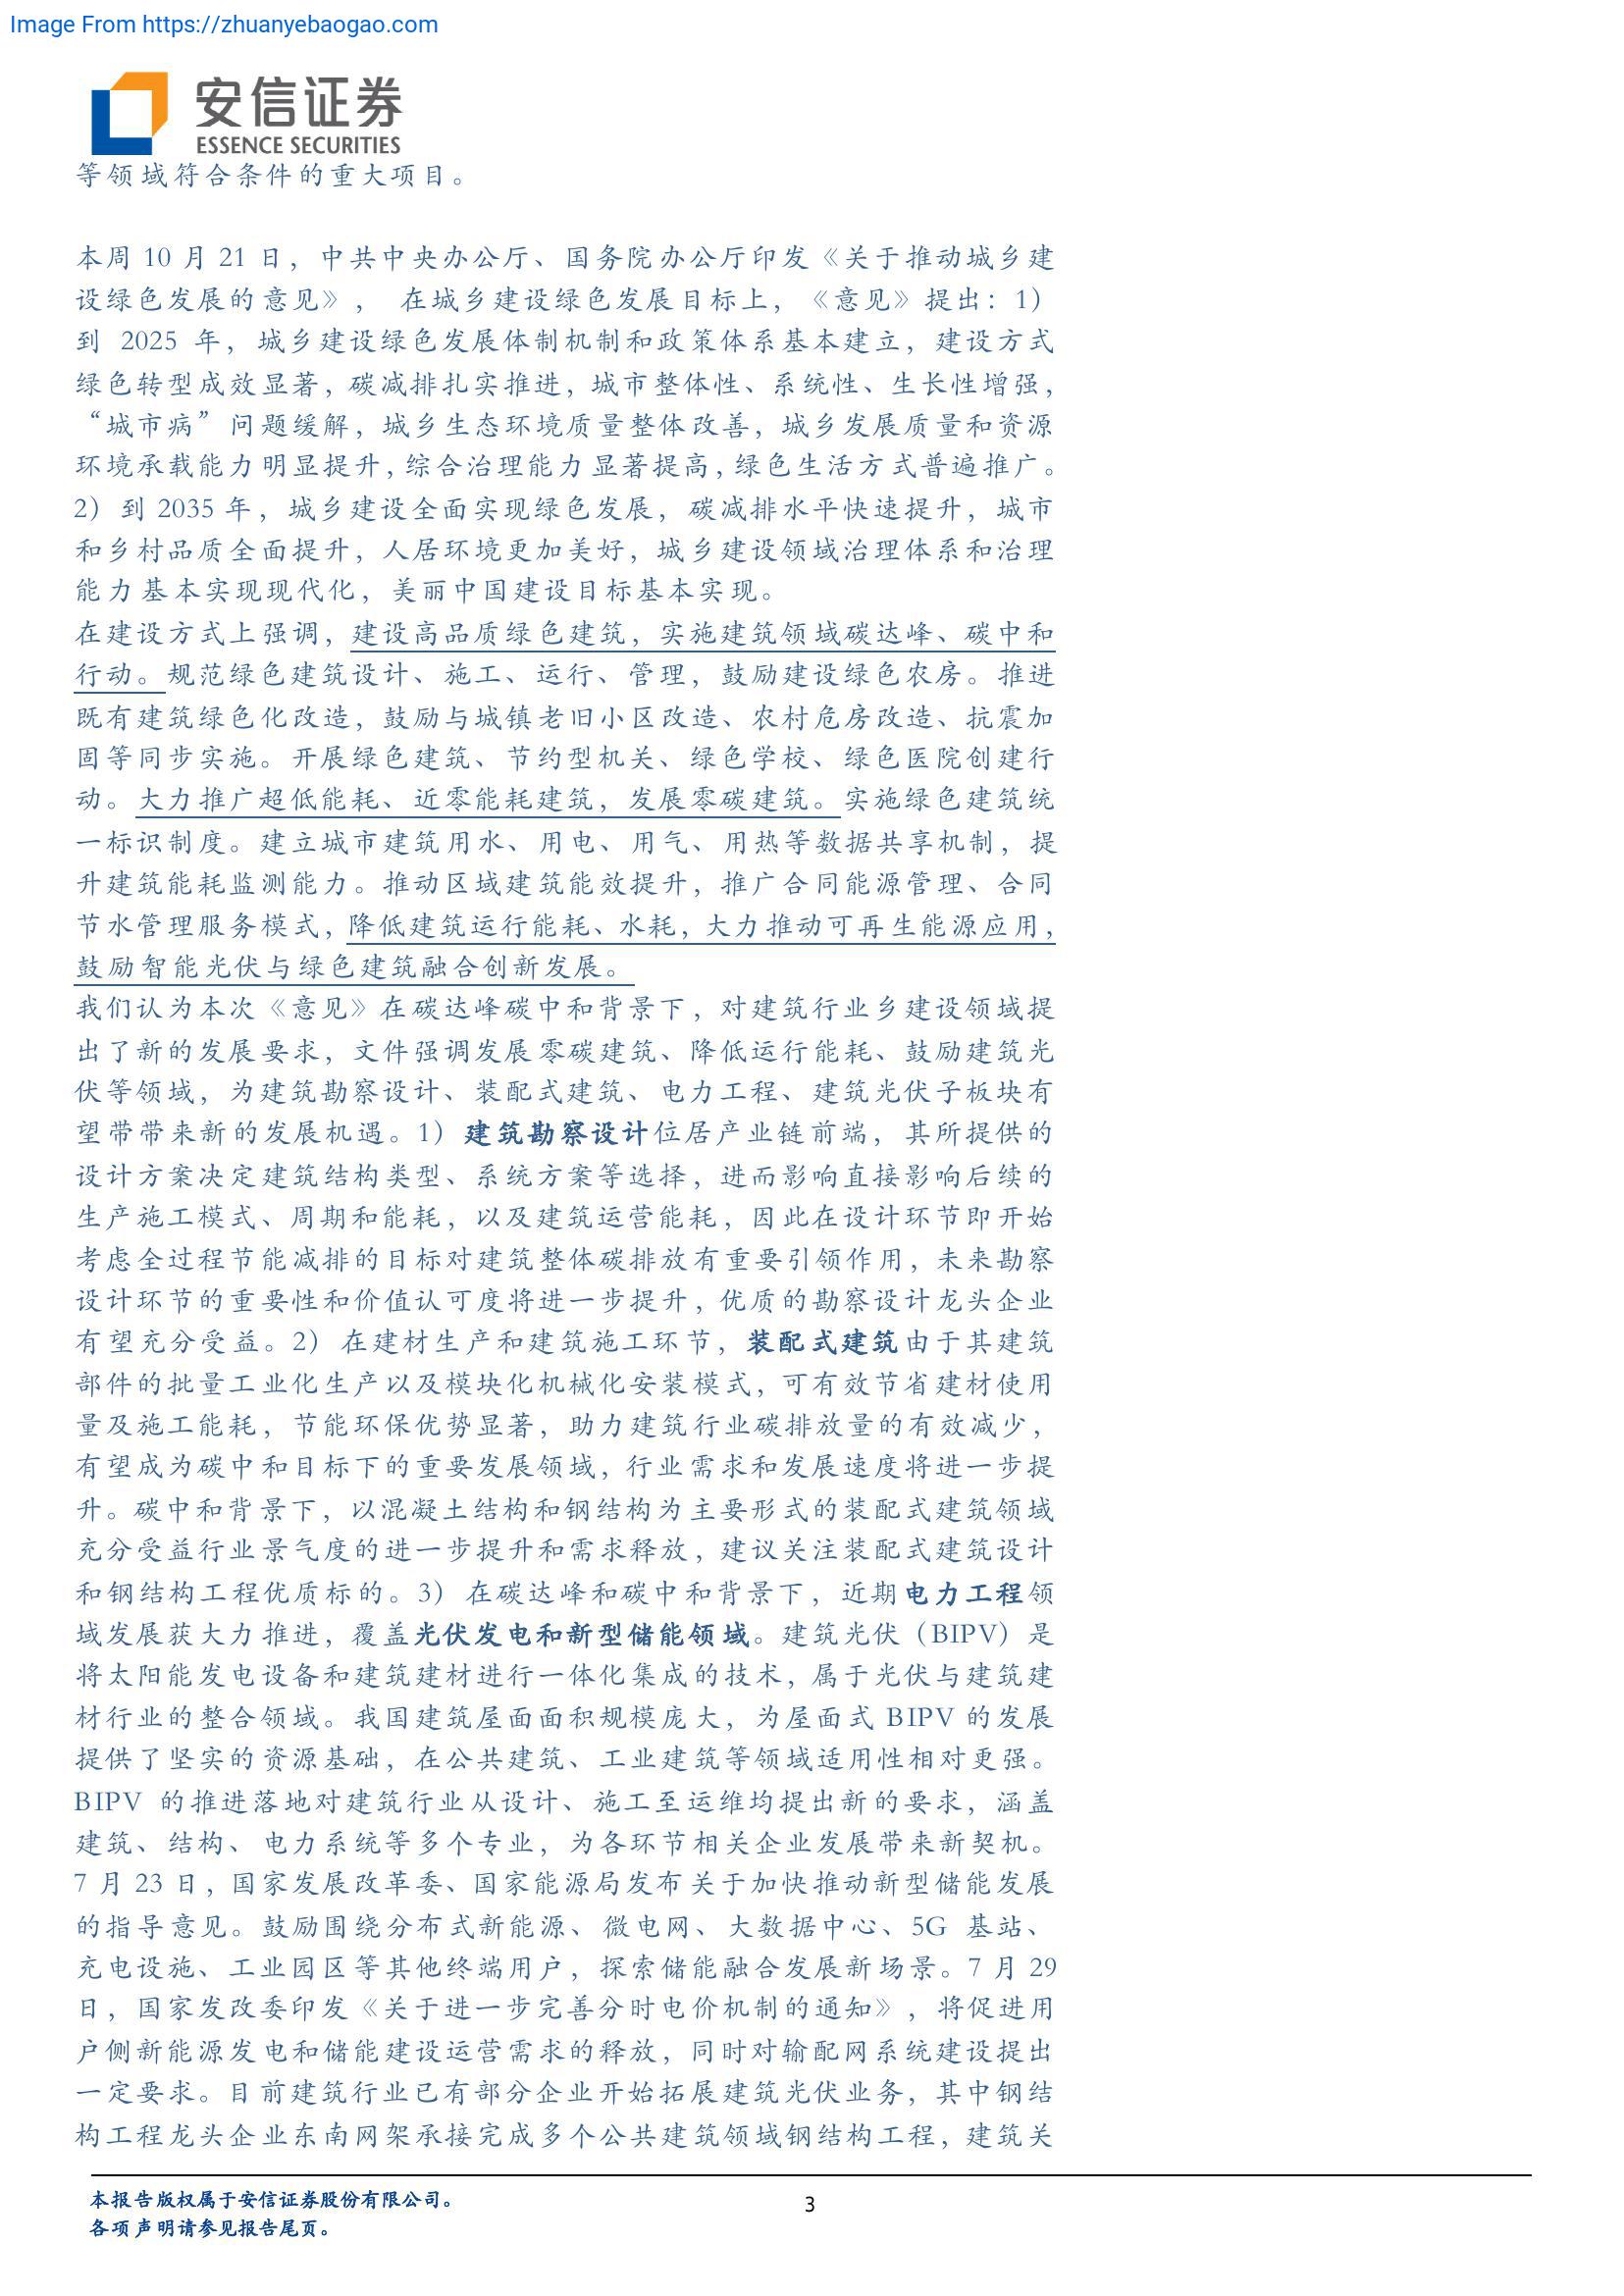 Image From https://zhuanyebaogao.com
安信证券
ESSENCE SECURITIES
等领域符合条件的重大项目。
本周 10 月 21 日，中共中央办公厅、国务院办公厅印发《关于推动城乡建
设绿色发展的意见》， 在城乡建设绿色发展目标上，《意见》提出：1）
到 2025 年，城乡建设绿色发展体制机制和政策体系基本建立，建设方式
绿色转型成效显著，碳减排扎实推进，城市整体性、系统性、生长性增强，
“城市病”问题缓解，城乡生态环境质量整体改善，城乡发展质量和资源
环境承载能力明显提升，综合治理能力显著提高，绿色生活方式普遍推广。
2）到 2035 年，城乡建设全面实现绿色发展，碳减排水平快速提升，城市
和乡村品质全面提升，人居环境更加美好，城乡建设领域治理体系和治理
能力基本实现现代化，美丽中国建设目标基本实现。
在建设方式上强调，建设高品质绿色建筑，实施建筑领域碳达峰、碳中和
行动。规范绿色建筑设计、施工、运行、管理，鼓励建设绿色农房。推进
既有建筑绿色化改造，鼓励与城镇老旧小区改造、农村危房改造、抗震加
固等同步实施。开展绿色建筑、节约型机关、绿色学校、绿色医院创建行
动。大力推广超低能耗、近零能耗建筑，发展零碳建筑。实施绿色建筑统
一标识制度。建立城市建筑用水、用电、用气、用热等数据共享机制，提
升建筑能耗监测能力。推动区域建筑能效提升，推广合同能源管理、合同
节水管理服务模式，降低建筑运行能耗、水耗，大力推动可再生能源应用，
鼓励智能光伏与绿色建筑融合创新发展。
我们认为本次《意见》在碳达峰碳中和背景下，对建筑行业乡建设领域提
出了新的发展要求，文件强调发展零碳建筑、降低运行能耗、鼓励建筑光
伏等领域，为建筑勘察设计、装配式建筑、电力工程、建筑光伏子板块有
望带带来新的发展机遇。1）建筑勘察设计位居产业链前端，其所提供的
设计方案决定建筑结构类型、系统方案等选择，进而影响直接影响后续的
生产施工模式、周期和能耗，以及建筑运营能耗，因此在设计环节即开始
考虑全过程节能减排的目标对建筑整体碳排放有重要引领作用，未来勘察
设计环节的重要性和价值认可度将进一步提升，优质的勘察设计龙头企业
有望充分受益。2）在建材生产和建筑施工环节，装配式建筑由于其建筑
部件的批量工业化生产以及模块化机械化安装模式，可有效节省建材使用
量及施工能耗，节能环保优势显著，助力建筑行业碳排放量的有效减少，
有望成为碳中和目标下的重要发展领域，行业需求和发展速度将进一步提
升。碳中和背景下，以混凝土结构和钢结构为主要形式的装配式建筑领域
充分受益行业景气度的进一步提升和需求释放，建议关注装配式建筑设计
和钢结构工程优质标的。3）在碳达峰和碳中和背景下，近期电力工程领
域发展获大力推进，覆盖光伏发电和新型储能领域。建筑光伏（BIPV）是
将太阳能发电设备和建筑建材进行一体化集成的技术，属于光伏与建筑建
材行业的整合领域。我国建筑屋面面积规模庞大，为屋面式 BIPV 的发展
提供了坚实的资源基础，在公共建筑、工业建筑等领域适用性相对更强。
BIPV 的推进落地对建筑行业从设计、施工至运维均提出新的要求，涵盖
建筑、结构、电力系统等多个专业，为各环节相关企业发展带来新契机。
7 月 23 日，国家发展改革委、国家能源局发布关于加快推动新型储能发展
的指导意见。鼓励围绕分布式新能源、微电网、大数据中心、5G 基站、
充电设施、工业园区等其他终端用户，探索储能融合发展新场景。7 月 29
日，国家发改委印发《关于进一步完善分时电价机制的通知》，将促进用
户侧新能源发电和储能建设运营需求的释放，同时对输配网系统建设提出
一定要求。目前建筑行业已有部分企业开始拓展建筑光伏业务，其中钢结
构工程龙头企业东南网架承接完成多个公共建筑领域钢结构工程，建筑关
本报告版权属于安信证券股份有限公司。
3
各项声明请参见报告尾页。